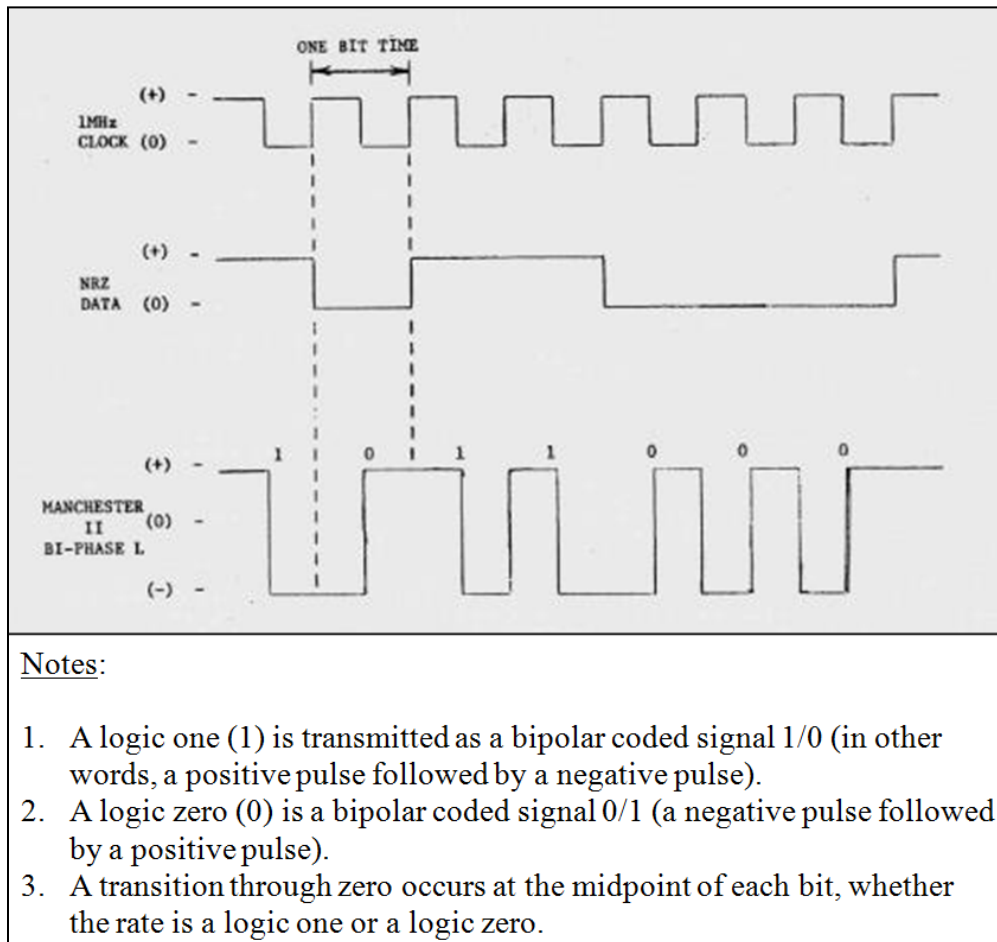 ONE BIT TIME
(+) -
1MHz
CLOCK (0) -
(+) -
NRZ
DATA (0) -
1 0 1 1 0 0 0
(+) -
MANCHESTER
II (0) -
BI-PHASE L
(-) -
Notes:
1. A logic one (1) is transmitted as a bipolar coded signal 1/0 (in other
words, a positive pulse followed by a negative pulse).
2. A logic zero (0) is a bipolar coded signal 0/1 (a negative pulse followed
by a positive pulse).
3. A transition through zero occurs at the midpoint of each bit, whether
the rate is a logic one or a logic zero.